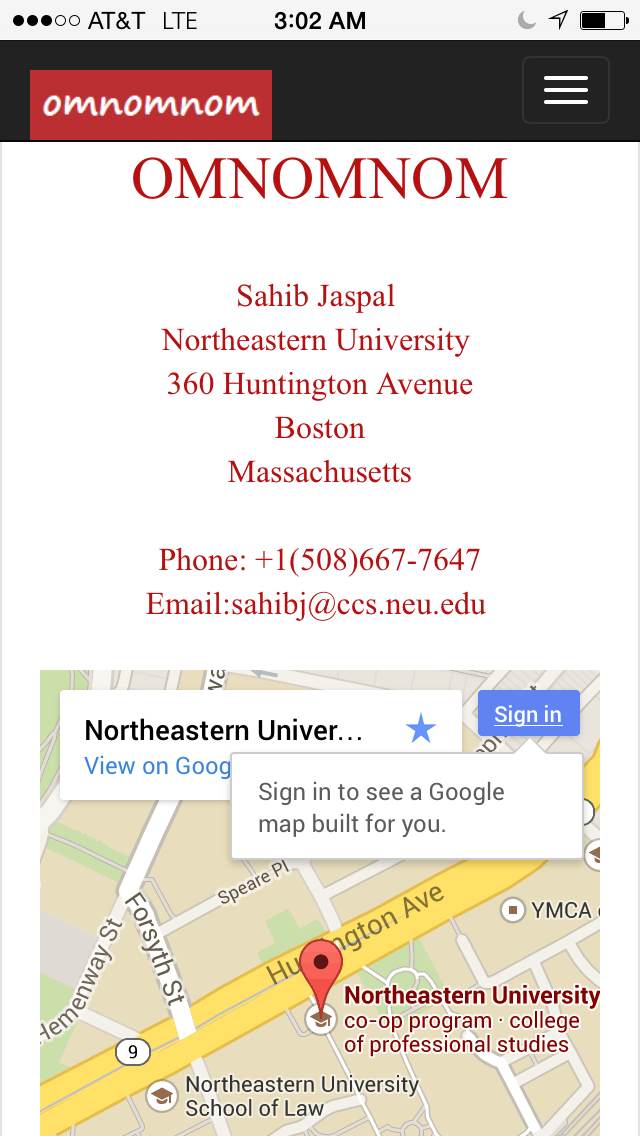 AT&T LTE 3:02 AM
omnomnom
OMNOMNOM
Sahib Jaspal
Northeastern University
360 Huntington Avenue
Boston
Massachusetts
Phone: +1(508)667-7647
Email:sahibj@ccs.neu.edu
Northeastern Univer...
View on Goog
Sign in
Sign in to see a Google
map built for you.
Speare Pl
Huntington Ave
YMCA
Forsyth St
Hemenway St
Northeastern University
co-op program · college
of professional studies
9
Northeastern University
School of Law